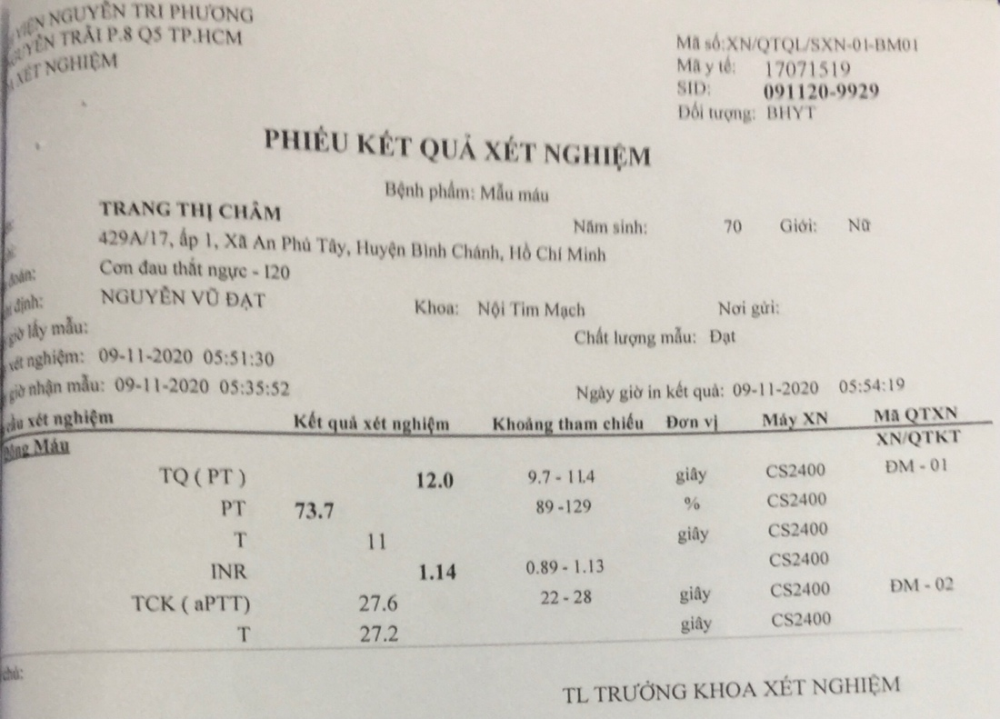 VIỆN NGUYỄN TRI PHƯƠNG
NGUYỄN TRÃI P.8 Q5 TP.HCM
XÉT NGHIỆM
Mã số:XN/QTQL/SXN-01-BM01
Mã y tế: 17071519
SID: 091120-9929
Đối tượng: BHYT
PHIẾU KẾT QUẢ XÉT NGHIỆM
Bệnh phẩm: Mẫu máu
TRANG THỊ CHÂM Năm sinh: 70 Giới: Nữ
429A/17, ấp 1, Xã An Phú Tây, Huyện Bình Chánh, Hồ Chí Minh
đoán: Cơn đau thắt ngực - I20
định: NGUYỄN VŨ ĐẠT Khoa: Nội Tim Mạch Nơi gửi:
giờ lấy mẫu: Chất lượng mẫu: Đạt
xét nghiệm: 09-11-2020 05:51:30
giờ nhận mẫu: 09-11-2020 05:35:52 Ngày giờ in kết quả: 09-11-2020 05:54:19
cầu xét nghiệm Kết quả xét nghiệm Khoảng tham chiếu Đơn vị Máy XN Mã QTXN
XN/QTKT
Đông Máu
TQ ( PT ) 12.0 9.7 - 11.4 giây CS2400 ĐM - 01
PT 73.7 89 -129 % CS2400
T 11 giây CS2400
INR 1.14 0.89 - 1.13 CS2400
TCK ( aPTT) 27.6 22 - 28 giây CS2400 ĐM - 02
T 27.2 giây CS2400
chú:
TL TRƯỞNG KHOA XÉT NGHIỆM